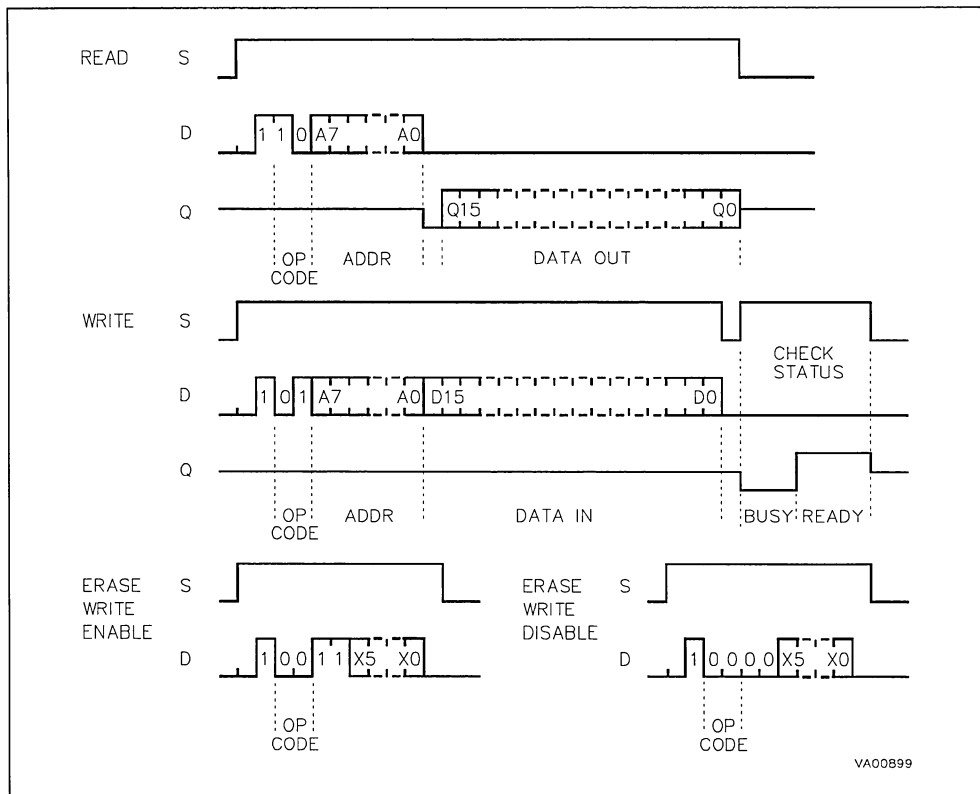 READ S
D 1 1 0 A7 A0
Q Q15 Q0
OP CODE ADDR DATA OUT
WRITE S
CHECK STATUS
D 1 0 1 A7 A0 D15 D0
Q
OP CODE ADDR DATA IN BUSY READY
ERASE WRITE ENABLE S
D 1 0 0 1 1 X5 X0
OP CODE
ERASE WRITE DISABLE S
D 1 0 0 0 0 X5 X0
OP CODE
VA00899